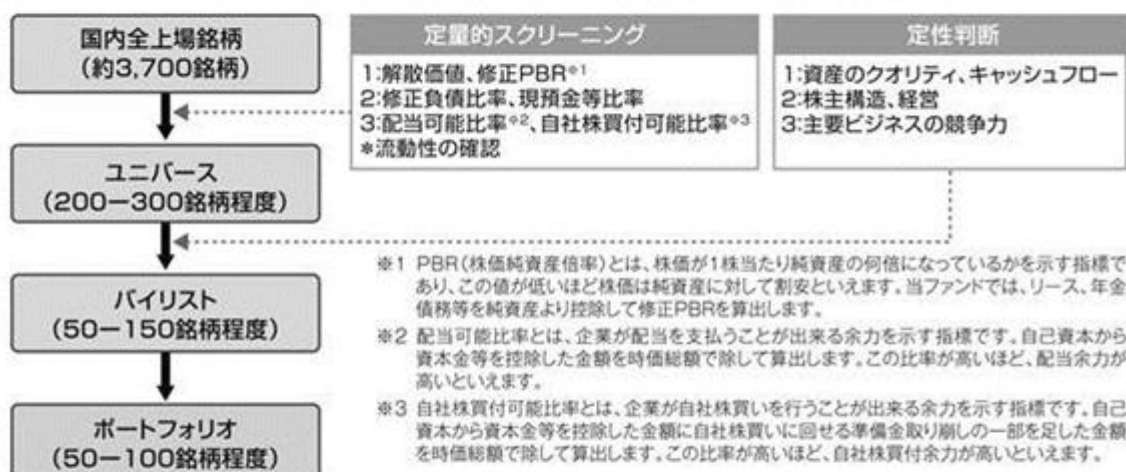 国内全上場銘柄
(約3,700銘柄)
定量的スクリーニング
1:解散価値、修正PBR※1
2:修正負債比率、現預金等比率
3:配当可能比率※2、自社株買付可能比率※3
*流動性の確認
定性判断
1:資産のクオリティ、キャッシュフロー
2:株主構造、経営
3:主要ビジネスの競争力
ユニバース
(200−300銘柄程度)
バイリスト
(50−150銘柄程度)
ポートフォリオ
(50−100銘柄程度)
※1 PBR(株価純資産倍率)とは、株価が1株当たり純資産の何倍になっているかを示す指標で
あり、この値が低いほど株価は純資産に対して割安といえます。当ファンドでは、リース、年金
債務等を純資産より控除して修正PBRを算出します。
※2 配当可能比率とは、企業が配当を支払うことが出来る余力を示す指標です。自己資本から
資本金等を控除した金額を時価総額で除して算出します。この比率が高いほど、配当余力が
高いといえます。
※3 自社株買付可能比率とは、企業が自社株買いを行うことが出来る余力を示す指標です。自己
資本から資本金等を控除した金額に自社株買いに回せる準備金取り崩しの一部を足した金額
を時価総額で除して算出します。この比率が高いほど、自社株買付余力が高いといえます。